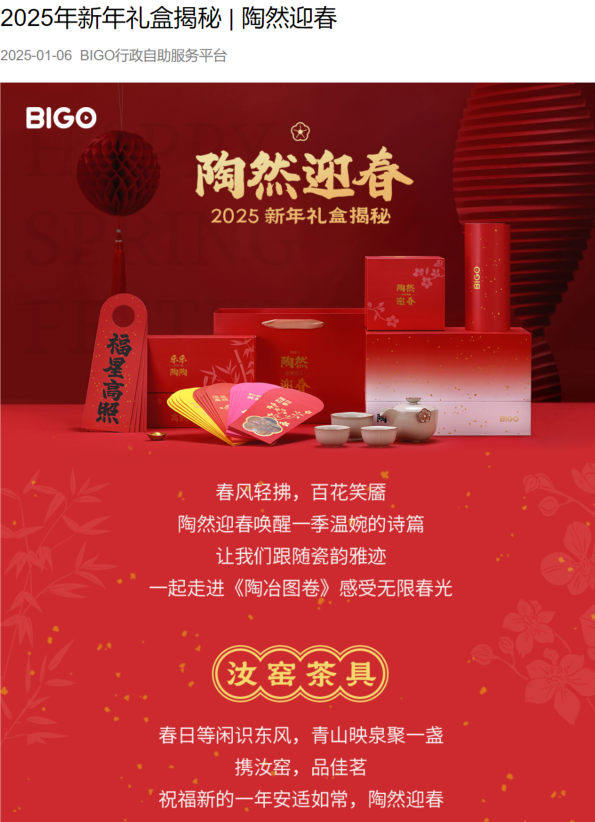 2025年新年礼盒揭秘 | 陶然迎春
2025-01-06 BIGO行政自助服务平台
BIGO
陶然迎春
2025 新年礼盒揭秘
BIGO
陶然
迎春
福星高照
乐乐
陶陶
陶然
迎春
陶
BIGO
春风轻拂，百花笑靥
陶然迎春唤醒一季温婉的诗篇
让我们跟随瓷韵雅迹
一起走进《陶冶图卷》感受无限春光
汝窑茶具
春日等闲识东风，青山映泉聚一盏
携汝窑，品佳茗
祝福新的一年安适如常，陶然迎春